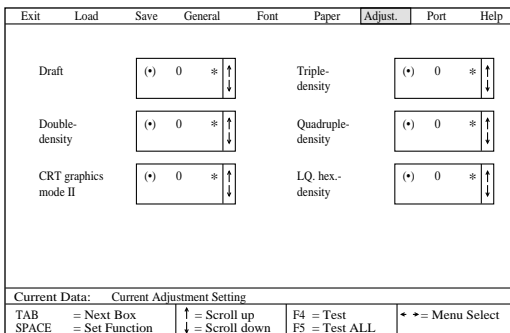 Exit Load Save General Font Paper Adjust. Port Help
Draft (•) 0 * ↑ ↓ Triple-density (•) 0 * ↑ ↓
Double-density (•) 0 * ↑ ↓ Quadruple-density (•) 0 * ↑ ↓
CRT graphics mode II (•) 0 * ↑ ↓ LQ. hex.-density (•) 0 * ↑ ↓
Current Data: Current Adjustment Setting
TAB = Next Box ↑ = Scroll up F4 = Test ← → = Menu Select
SPACE = Set Function ↓ = Scroll down F5 = Test ALL